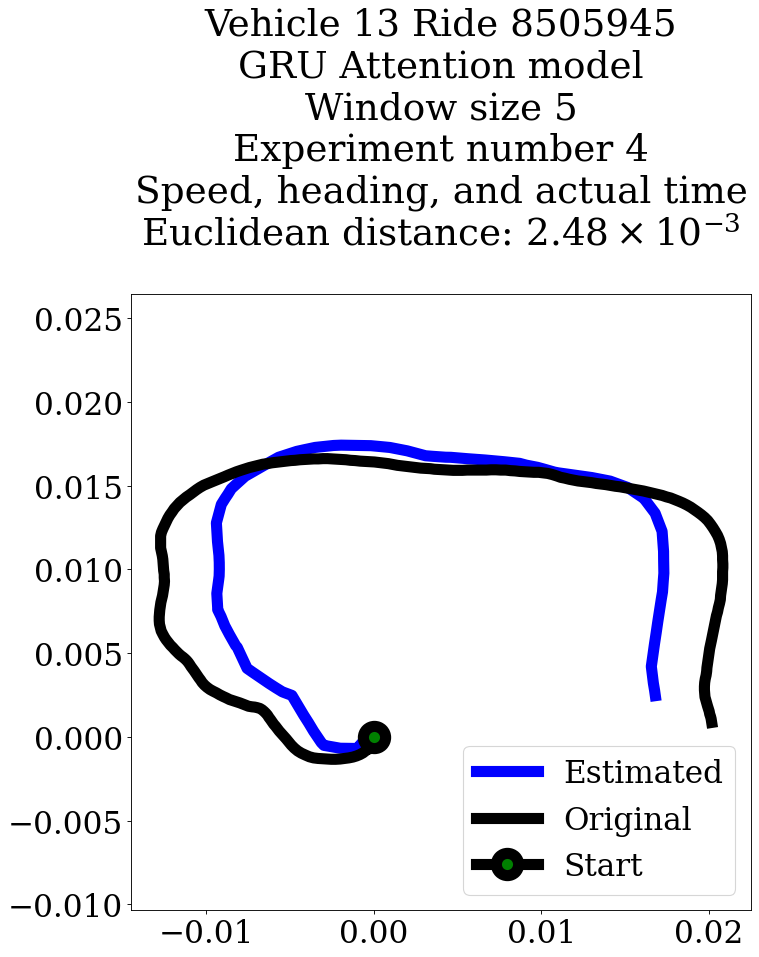 Vehicle 13 Ride 8505945
GRU Attention model
Window size 5
Experiment number 4
Speed, heading, and actual time
Euclidean distance: 2.48 × 10⁻³
0.025
0.020
0.015
0.010
0.005
0.000
−0.005
−0.010
−0.01 0.00 0.01 0.02
Estimated
Original
Start